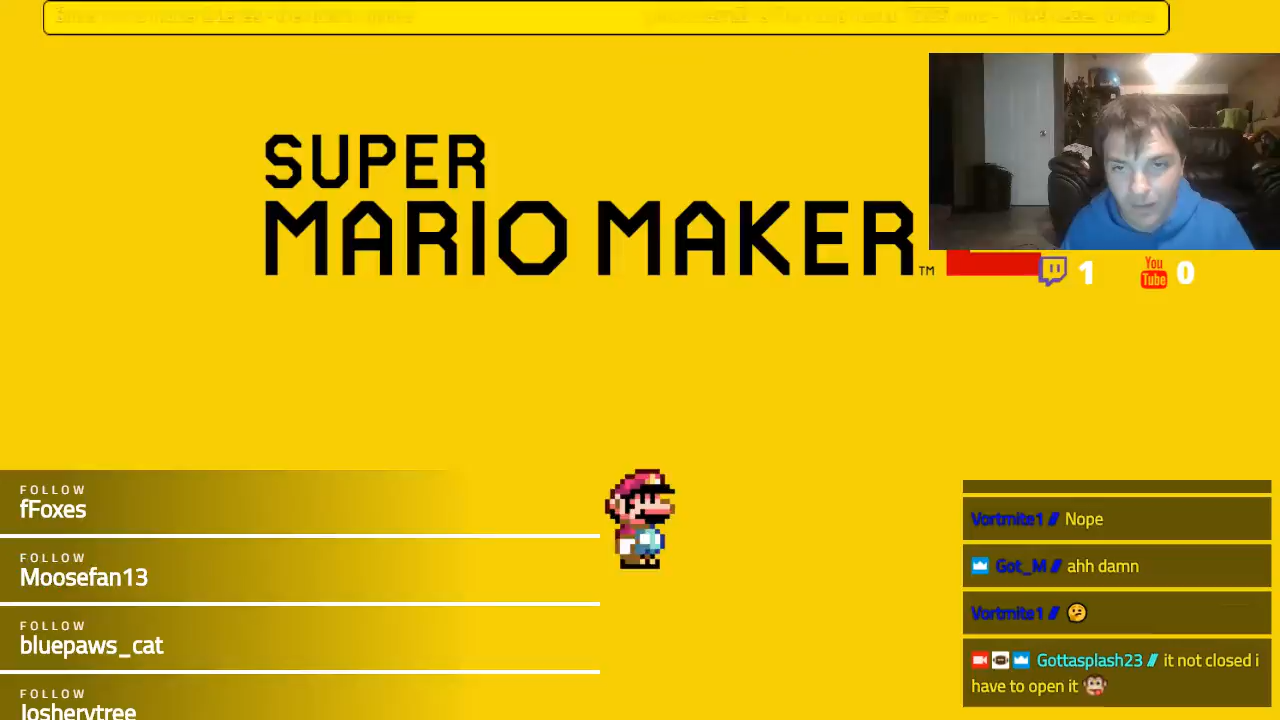 SUPER
MARIO MAKER
TM
1
You
Tube
0
FOLLOW
fFoxes
FOLLOW
Moosefan13
FOLLOW
bluepaws_cat
FOLLOW
Josherytree
Vortmite1 // Nope
Got_M // ahh damn
Vortmite1 // 🤔
Gottasplash23 // it not closed i
have to open it